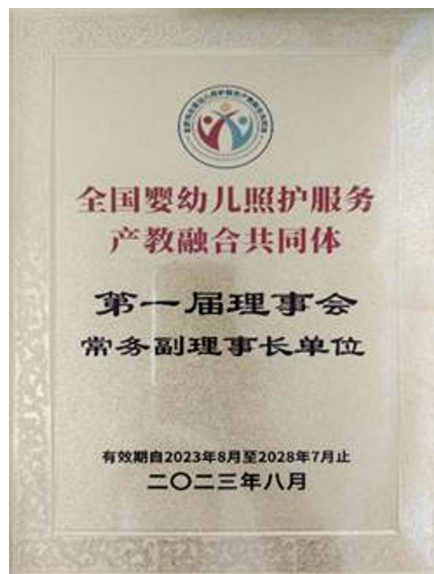 全国婴幼儿照护服务
产教融合共同体
第一届理事会
常务副理事长单位
有效期自2023年8月至2028年7月止
二〇二三年八月